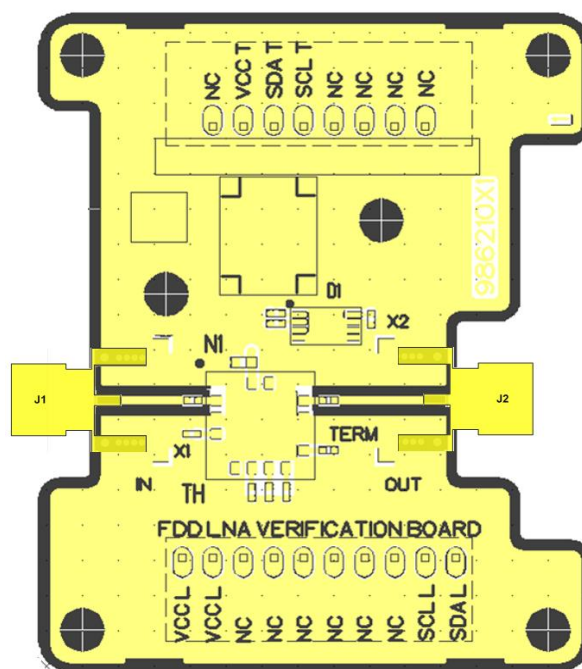 NC VCC T SDA T SCL T NC NC NC NC
986210X1
D1
X2
N1
J1
J2
X1
TERM
IN
TH
OUT
FDD LNA VERIFICATION BOARD
VCC L VCC L NC NC NC NC NC NC SCL L SDA L